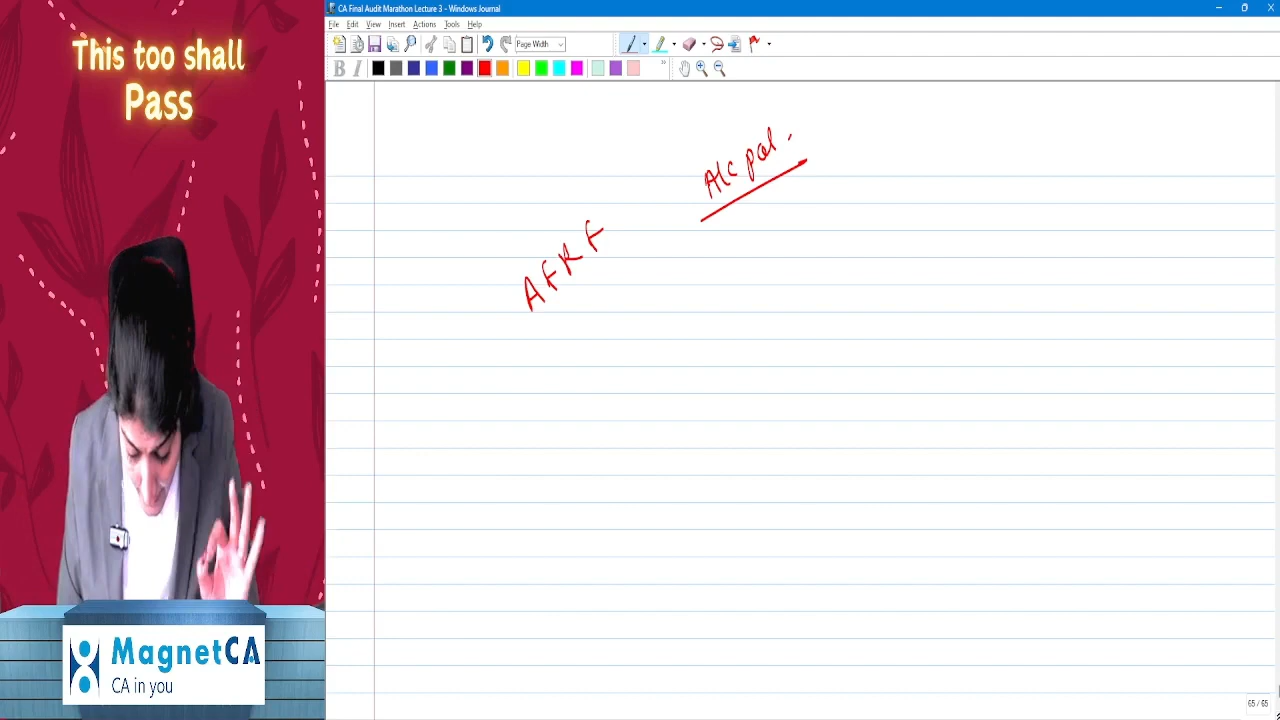 This too shall
Pass
CA Final Audit Marathon Lecture 3 - Windows Journal
File Edit View Insert Actions Tools Help
Page Width
B I
A/c pol.
AFRF
MagnetCA
CA in you
65 / 65